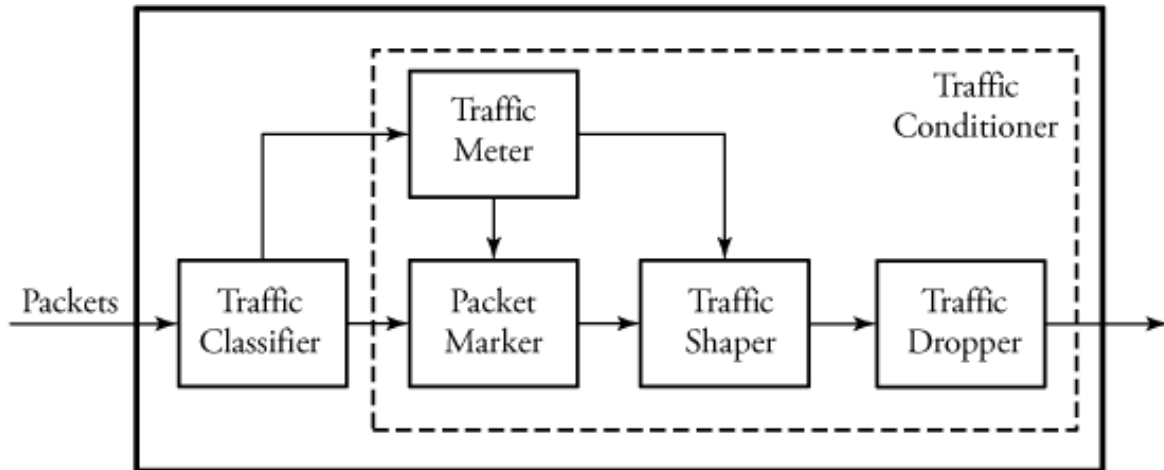 Traffic
Conditioner
Traffic
Meter
Packets
Traffic
Classifier
Packet
Marker
Traffic
Shaper
Traffic
Dropper